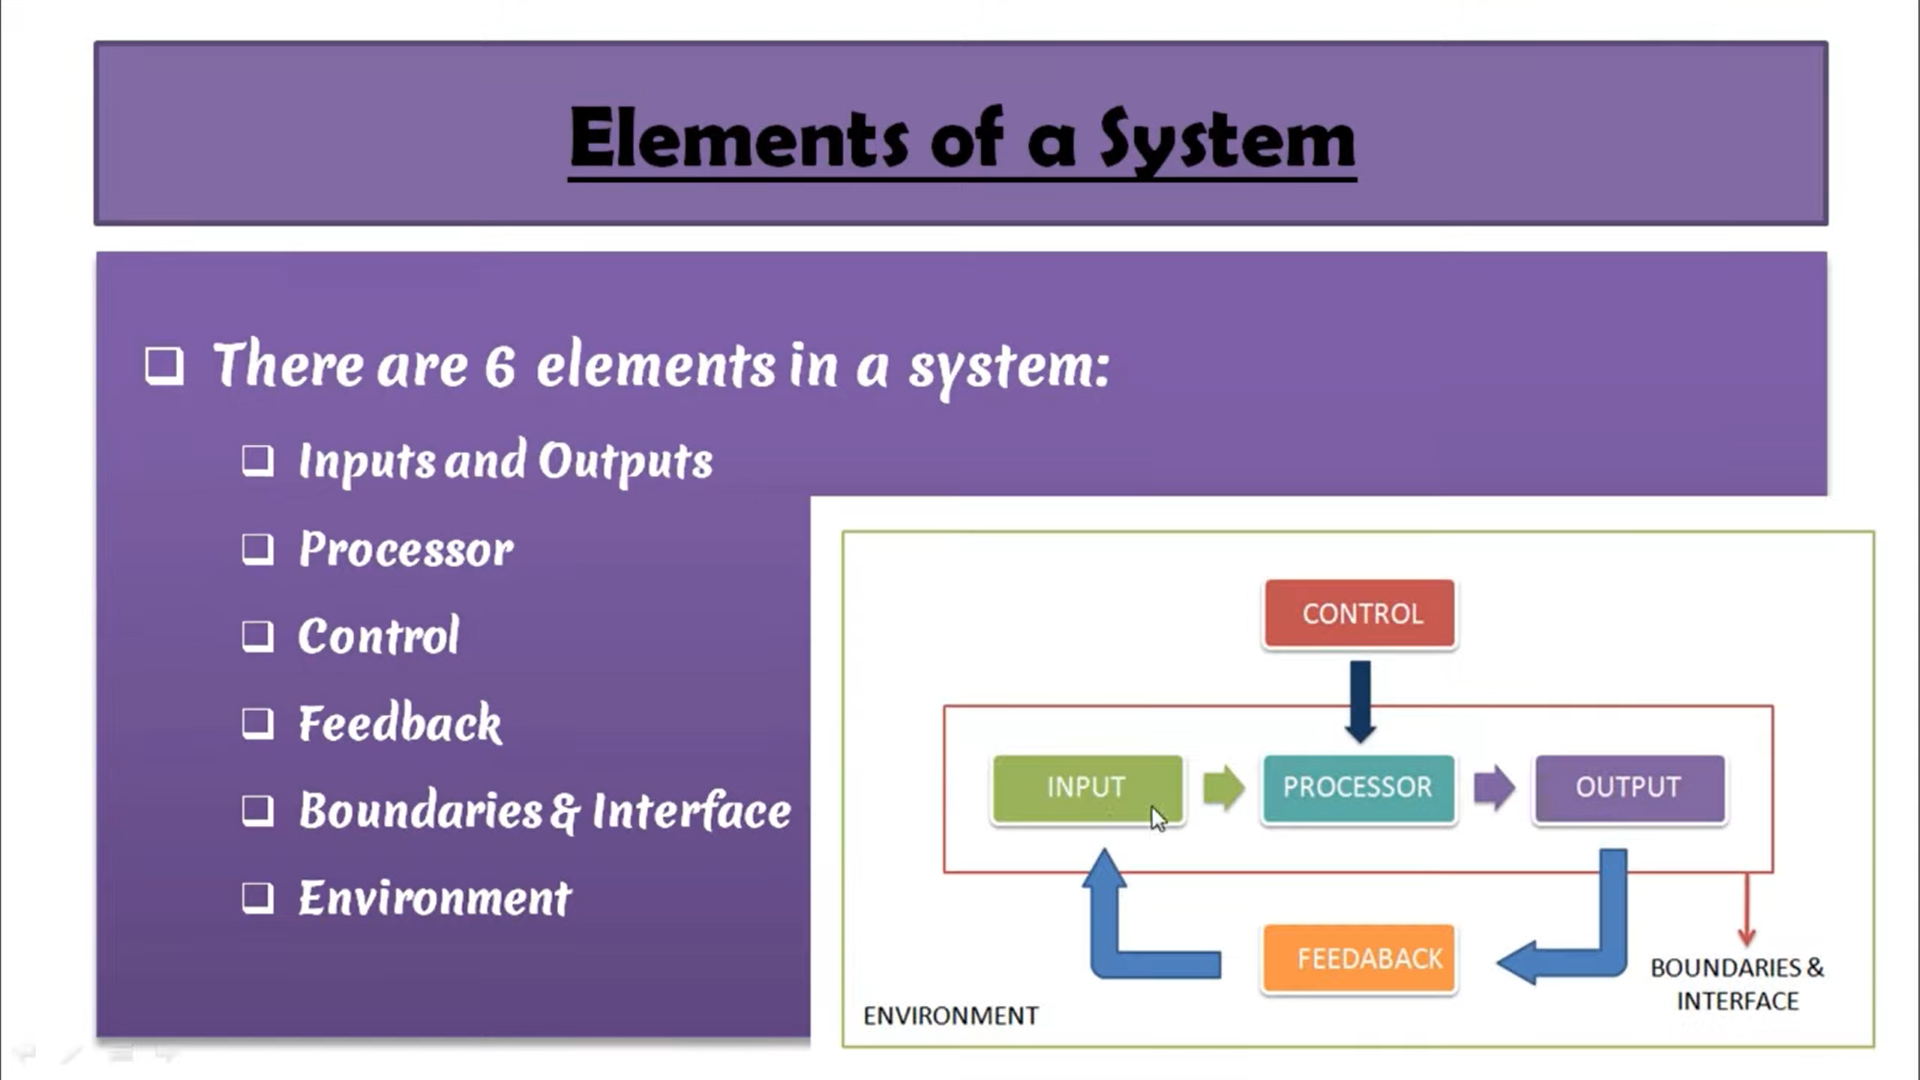 Elements of a System
There are 6 elements in a system:
Inputs and Outputs
Processor
Control
Feedback
Boundaries & Interface
Environment
CONTROL
INPUT
PROCESSOR
OUTPUT
FEEDABACK
BOUNDARIES &
INTERFACE
ENVIRONMENT